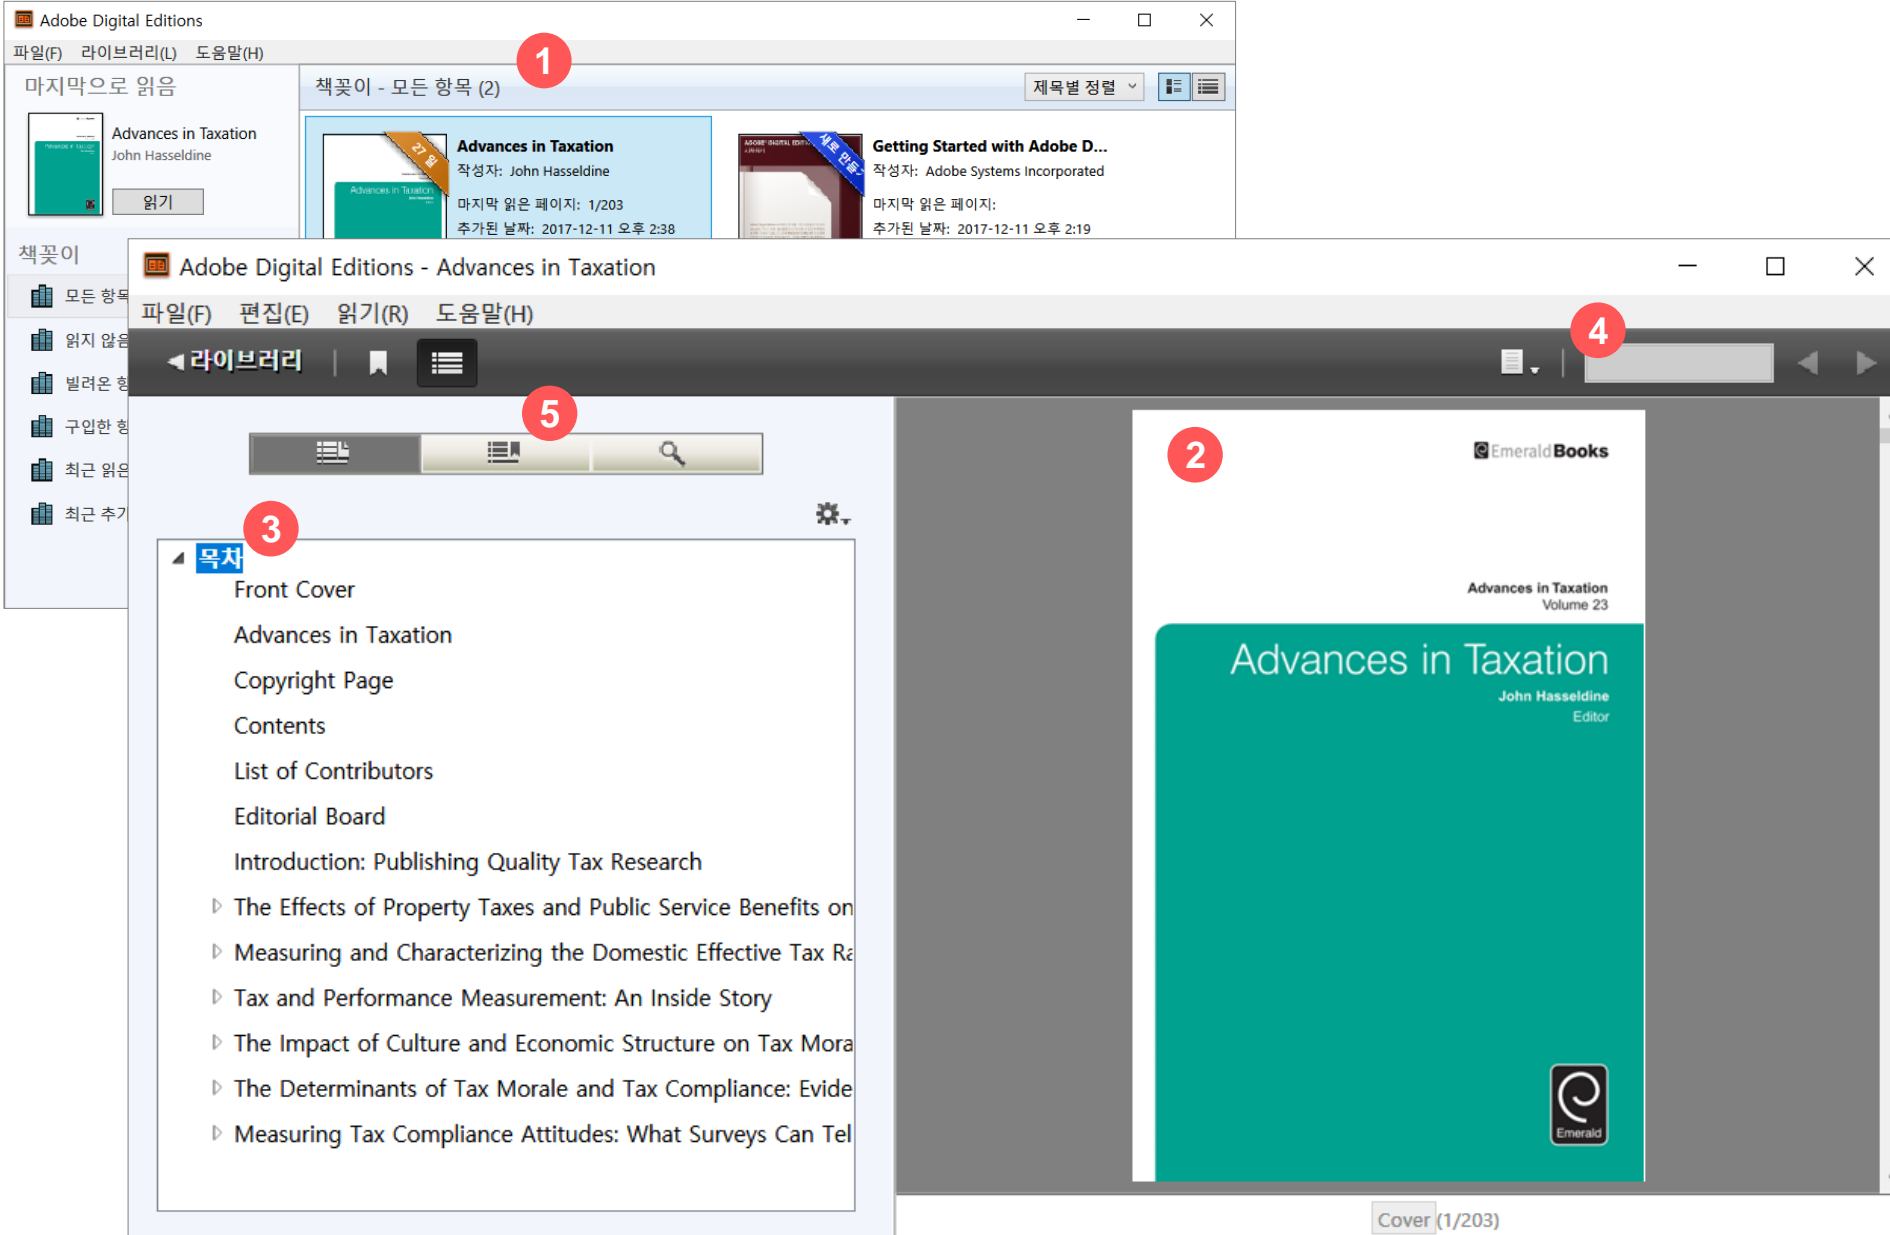 Adobe Digital Editions
파일(F) 라이브러리(L) 도움말(H)
1
마지막으로 읽음
Advances in Taxation
John Hasseldine
읽기
책꽂이 - 모든 항목 (2)
제목별 정렬
27 일
Advances in Taxation
Advances in Taxation
작성자: John Hasseldine
마지막 읽은 페이지: 1/203
추가된 날짜: 2017-12-11 오후 2:38
새로 만들
Getting Started with Adobe D...
작성자: Adobe Systems Incorporated
마지막 읽은 페이지:
추가된 날짜: 2017-12-11 오후 2:19
책꽂이
모든 항목
읽지 않은
빌려온 항
구입한 항
최근 읽은
최근 추가
Adobe Digital Editions - Advances in Taxation
파일(F) 편집(E) 읽기(R) 도움말(H)
4
라이브러리
5
3
목차
Front Cover
Advances in Taxation
Copyright Page
Contents
List of Contributors
Editorial Board
Introduction: Publishing Quality Tax Research
The Effects of Property Taxes and Public Service Benefits on
Measuring and Characterizing the Domestic Effective Tax Ra
Tax and Performance Measurement: An Inside Story
The Impact of Culture and Economic Structure on Tax Mora
The Determinants of Tax Morale and Tax Compliance: Evide
Measuring Tax Compliance Attitudes: What Surveys Can Tel
2
EmeraldBooks
Advances in Taxation
Volume 23
Advances in Taxation
John Hasseldine
Editor
Emerald
Cover (1/203)